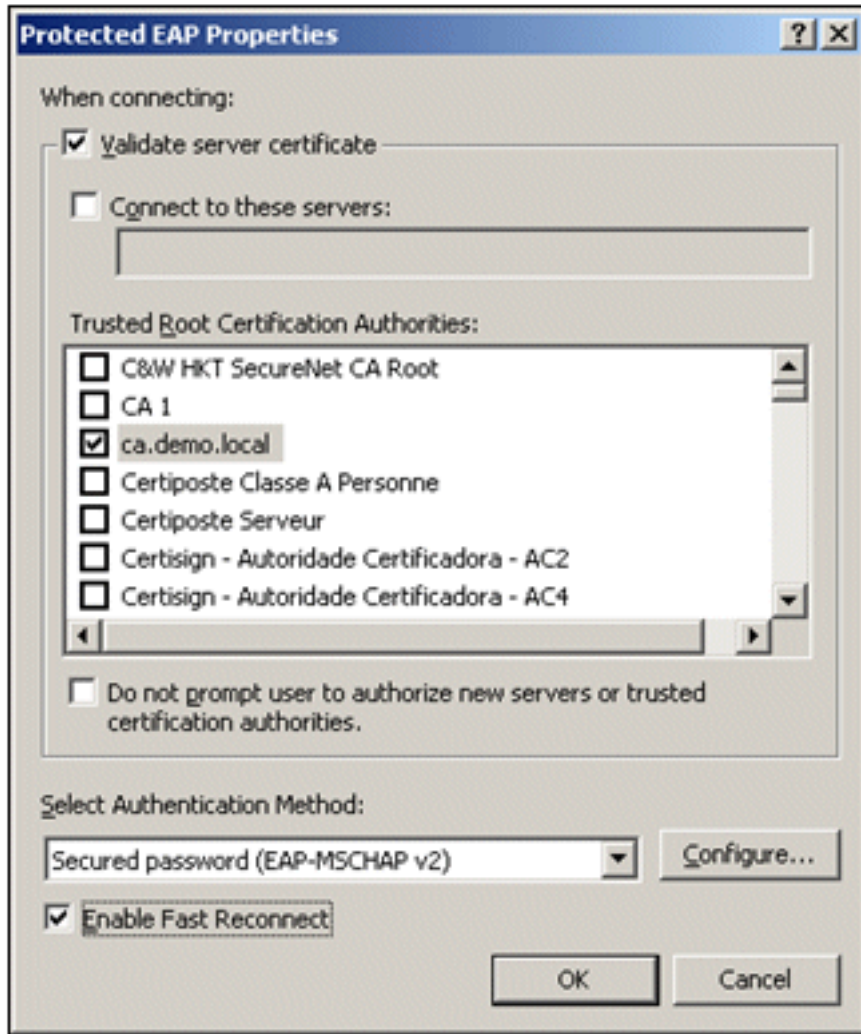 Protected EAP Properties
When connecting:
Validate server certificate
Connect to these servers:
Trusted Root Certification Authorities:
C&W HKT SecureNet CA Root
CA 1
ca.demo.local
Certiposte Classe A Personne
Certiposte Serveur
Certisign - Autoridade Certificadora - AC2
Certisign - Autoridade Certificadora - AC4
Do not prompt user to authorize new servers or trusted
certification authorities.
Select Authentication Method:
Secured password (EAP-MSCHAP v2)
Configure...
Enable Fast Reconnect
OK
Cancel